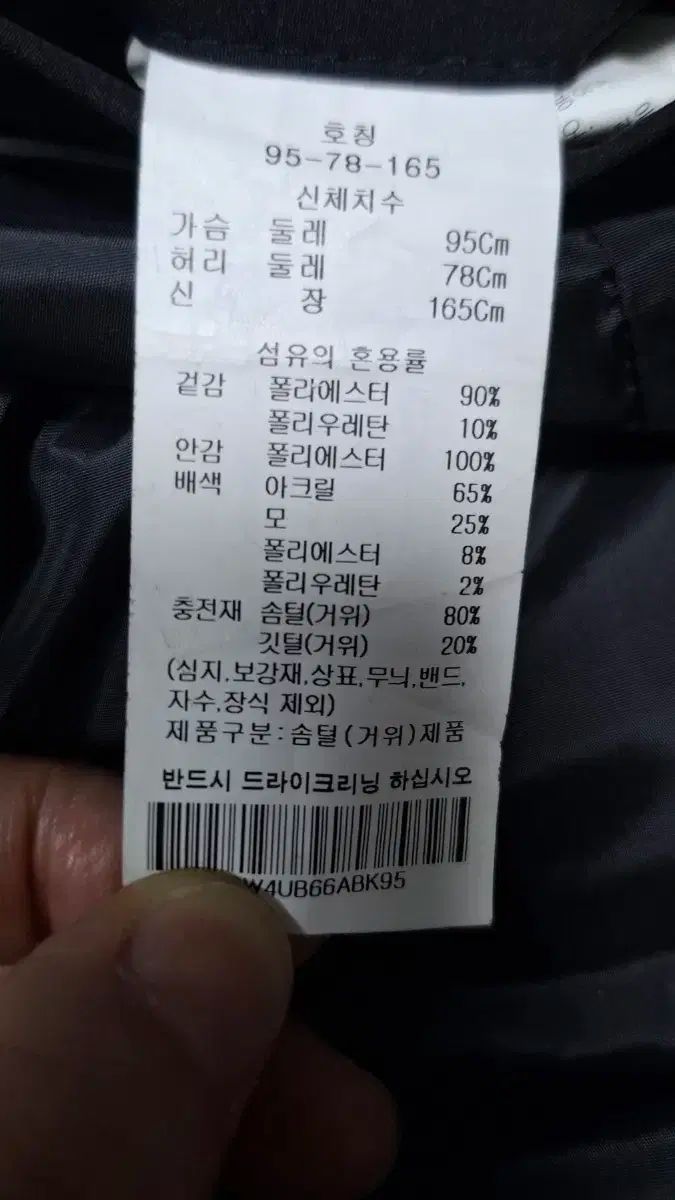 호칭
95-78-165
신체치수
가슴 둘레 95Cm
허리 둘레 78Cm
신 장 165Cm
섬유의 혼용률
겉감 폴리에스터 90%
폴리우레탄 10%
안감 폴리에스터 100%
배색 아크릴 65%
모 25%
폴리에스터 8%
폴리우레탄 2%
충전재 솜털(거위) 80%
깃털(거위) 20%
(심지,보강재,상표,무늬,밴드,
자수,장식 제외)
제품구분:솜털(거위)제품
반드시 드라이크리닝 하십시오
W4UB66ABK95